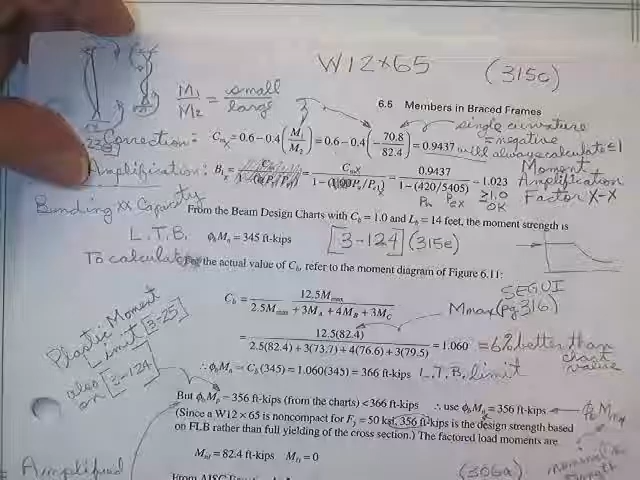 W12x65 (315c)
M1/M2 = small/large
6.6 Members in Braced Frames
single curvature
= negative
Correction: Cmx = 0.6-0.4(M1/M2) = 0.6-0.4(-70.8/82.4) = 0.9437 will always calculate ≤1
Amplification: B1x = = Cmx/1-(Pu/Pe1x) = 0.9437/1-(420/5405) = 1.023 Moment Amplification Factor X-X
Pu Pex ≥1.0 OK
Bending XX Capacity
From the Beam Design Charts with Cb = 1.0 and Lb = 14 feet, the moment strength is
L.T.B. ϕbMn = 345 ft-kips [3-124] (315e)
To calculate the actual value of Cb, refer to the moment diagram of Figure 6.11:
SEGUI
Cb = 12.5Mmax/2.5Mmax + 3MA + 4MB + 3MC
Mmax (Pg 316)
= 12.5(82.4)/2.5(82.4) + 3(73.7) + 4(76.6) + 3(79.5) = 1.060 = 6% better than chart value
Plastic Moment
Limit [3-25]
also on [3-124]
∴ ϕbMn = Cb(345) = 1.060(345) = 366 ft-kips L.T.B. limit
But ϕbMp = 356 ft-kips (from the charts) < 366 ft-kips ∴ use ϕbMn = 356 ft-kips
(Since a W12 × 65 is noncompact for Fy = 50 ksi, 356 ft-kips is the design strength based
on FLB rather than full yielding of the cross section.) The factored load moments are
Mnt = 82.4 ft-kips Mℓt = 0
Amplified
(306a)
strength